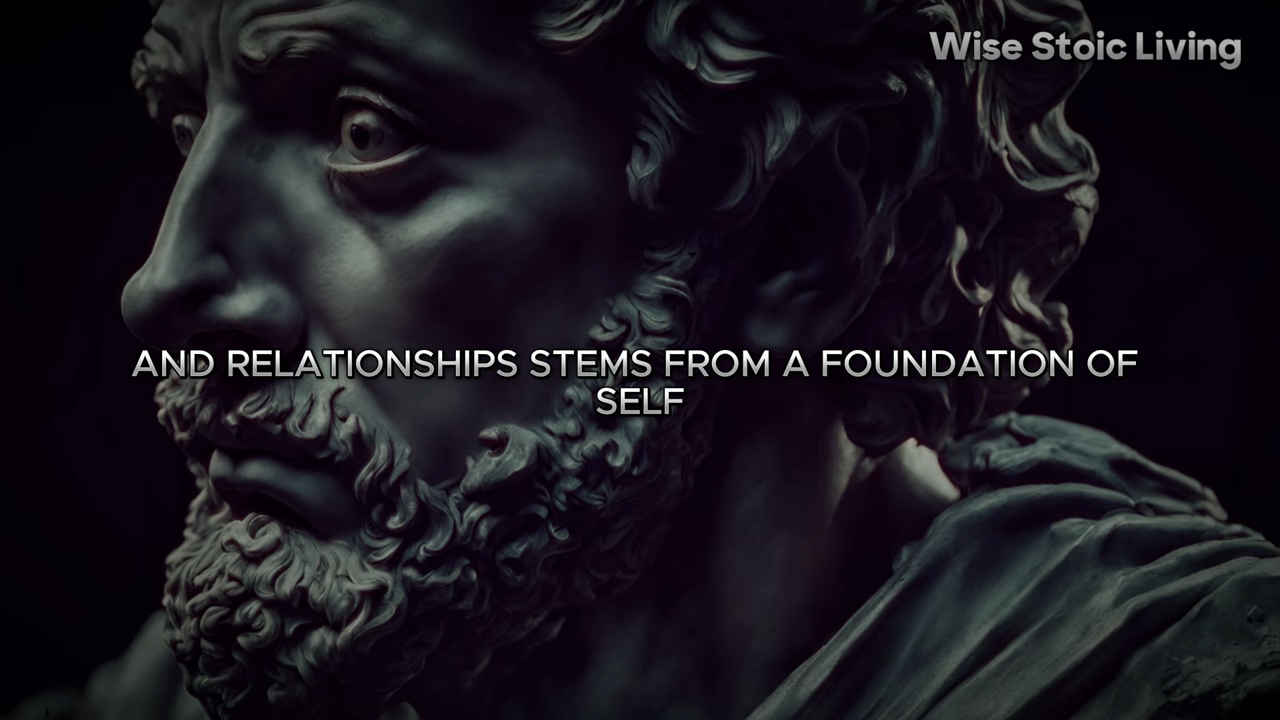 Wise Stoic Living
AND RELATIONSHIPS STEMS FROM A FOUNDATION OF
SELF